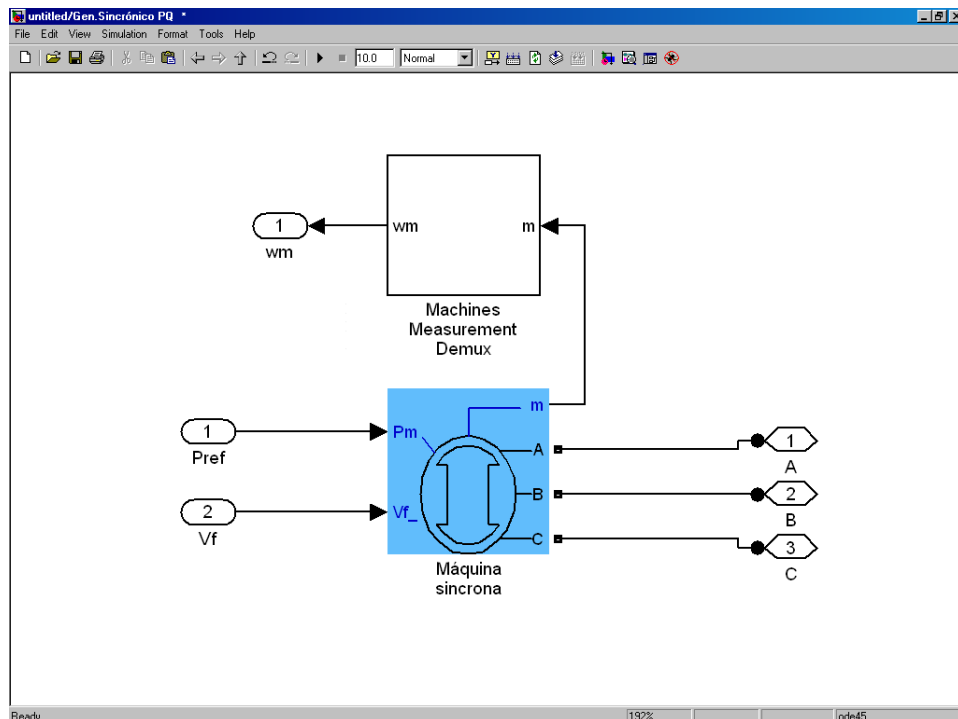 untitled/Gen.Sincrónico PQ *
File Edit View Simulation Format Tools Help
10.0 Normal
wm m
1
wm
Machines
Measurement
Demux
m
1 Pm
Pref
A 1
A
B 2
B
2 Vf_
Vf
C 3
C
Máquina
sincrona
Ready 192% ode45